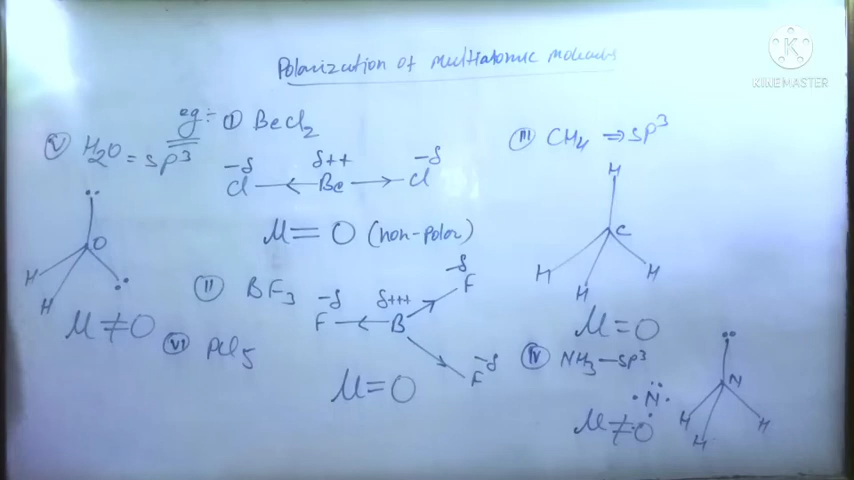 Polarization of multiatomic molecules
KINEMASTER
eg:- (I) BeCl2
-δ δ++ -δ
Cl Be Cl
μ = 0 (non-polar)
(II) BF3
-δ
F
-δ δ+++
F B
-δ
F
μ = 0
(III) CH4 ⇒ sp3
H
C
H H H
μ = 0
(IV) NH3 - sp3
N
μ ≠ 0
N
H H H
(V) H2O = sp3
O
H
H
μ ≠ 0
(VI) PCl5